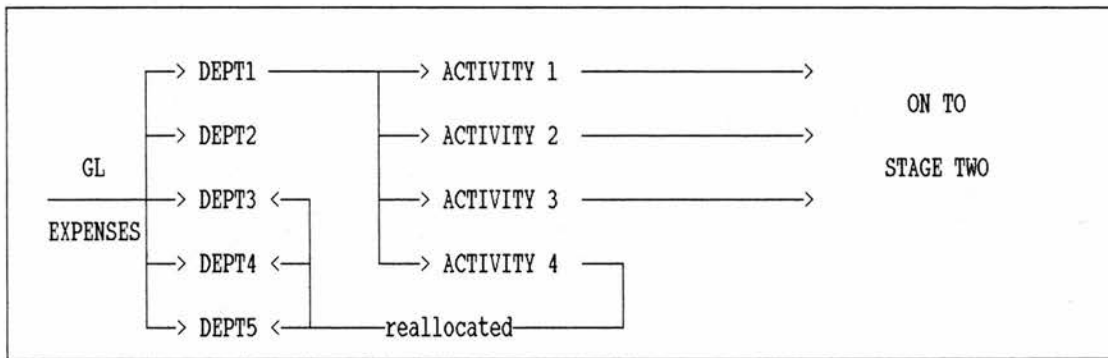 DEPT1 ACTIVITY 1
ON TO
DEPT2 ACTIVITY 2
GL STAGE TWO
DEPT3 ACTIVITY 3
EXPENSES
DEPT4 ACTIVITY 4
DEPT5 reallocated